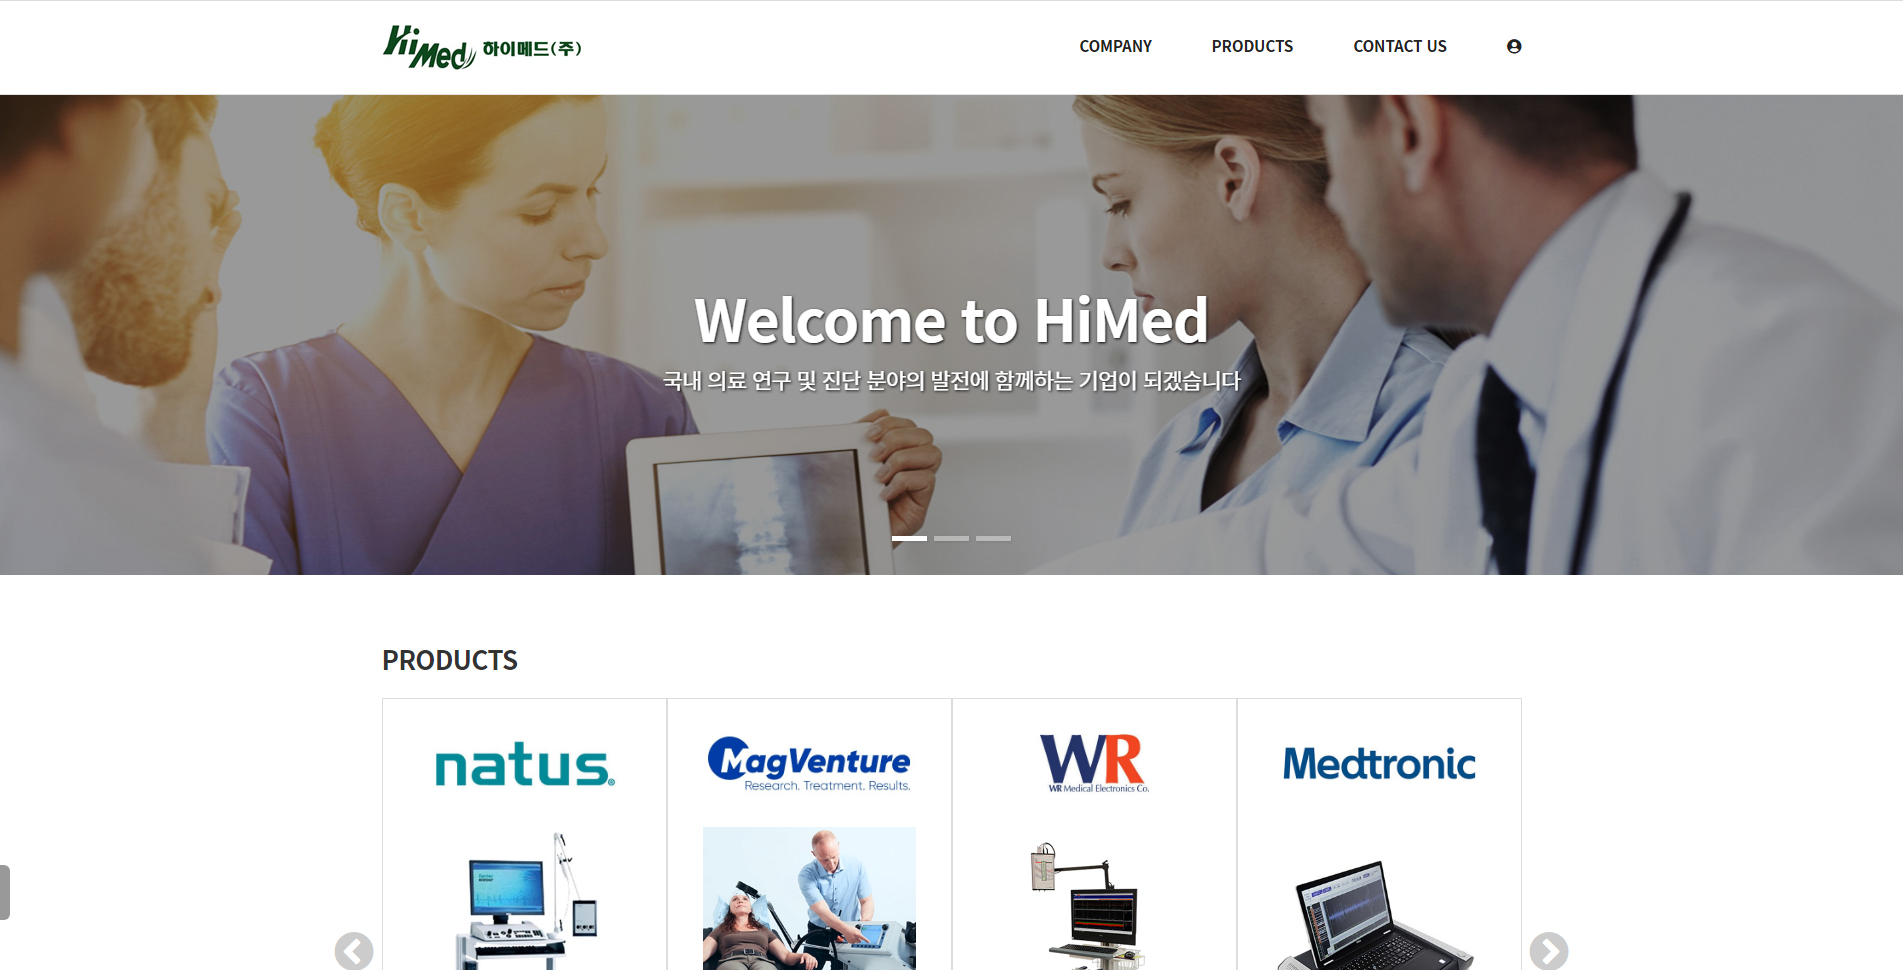 HiMed 하이메드(주)
COMPANY
PRODUCTS
CONTACT US
Welcome to HiMed
국내 의료 연구 및 진단 분야의 발전에 함께하는 기업이 되겠습니다
PRODUCTS
natus®
MagVenture
Research. Treatment. Results.
WR
WR Medical Electronics Co.
Medtronic